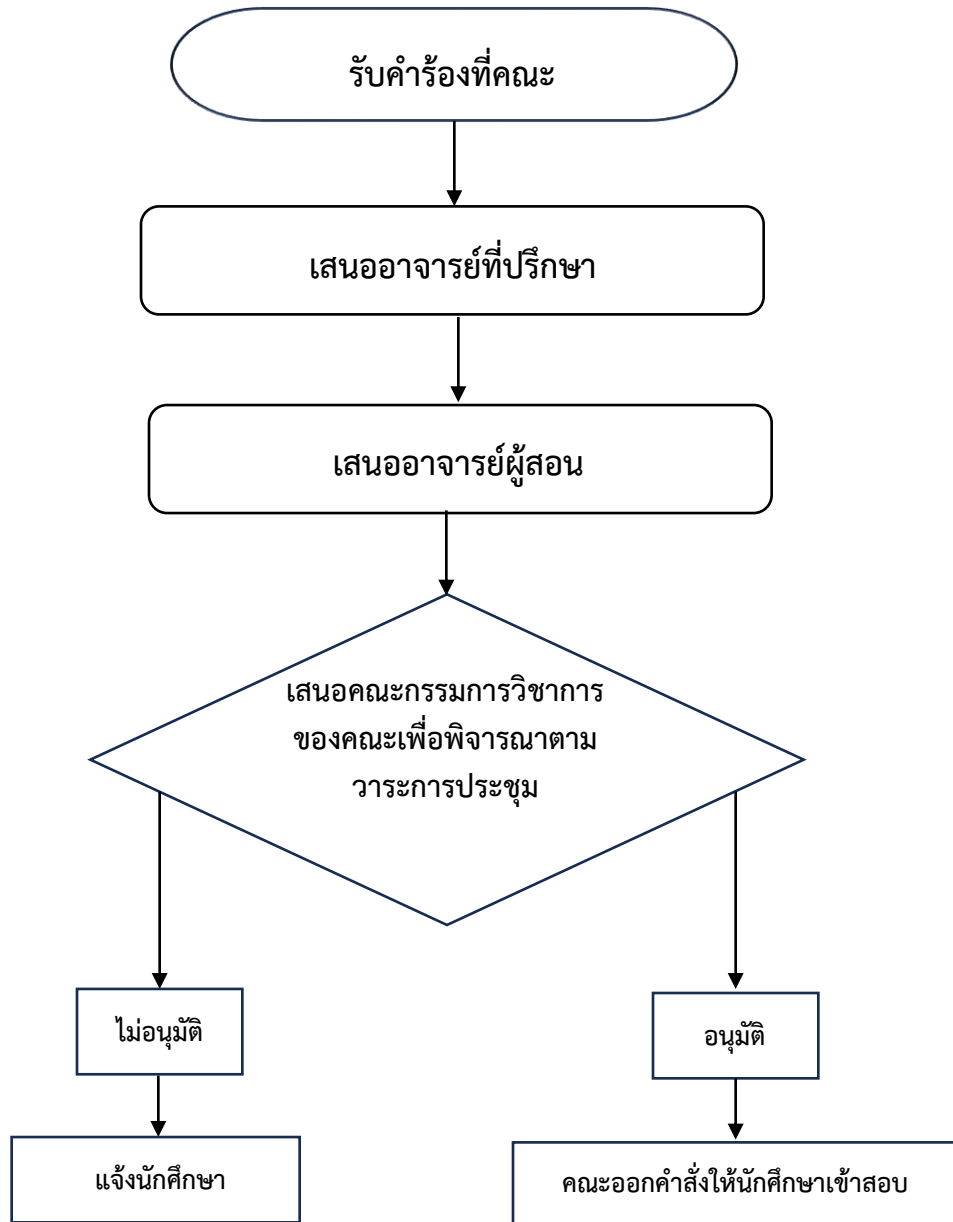 รับคำร้องที่คณะ
เสนออาจารย์ที่ปรึกษา
เสนออาจารย์ผู้สอน
เสนอคณะกรรมการวิชาการ
ของคณะเพื่อพิจารณาตาม
วาระการประชุม
ไม่อนุมัติ
อนุมัติ
แจ้งนักศึกษา
คณะออกคำสั่งให้นักศึกษาเข้าสอบ